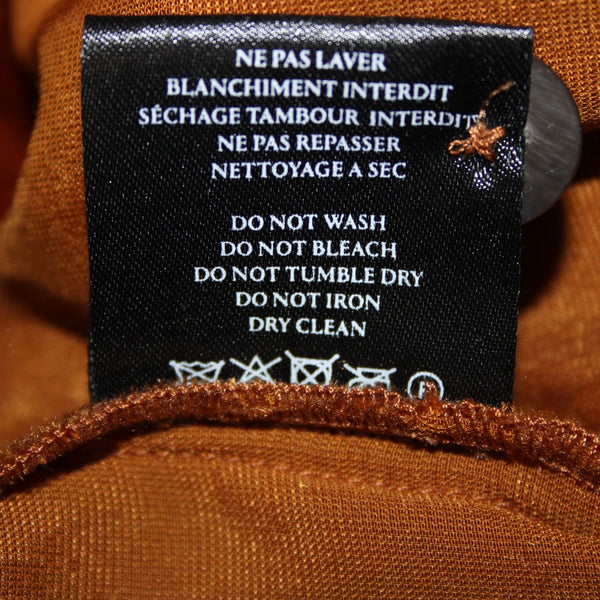 NE PAS LAVER
BLANCHIMENT INTERDIT
SÉCHAGE TAMBOUR INTERDIT
NE PAS REPASSER
NETTOYAGE A SEC
DO NOT WASH
DO NOT BLEACH
DO NOT TUMBLE DRY
DO NOT IRON
DRY CLEAN